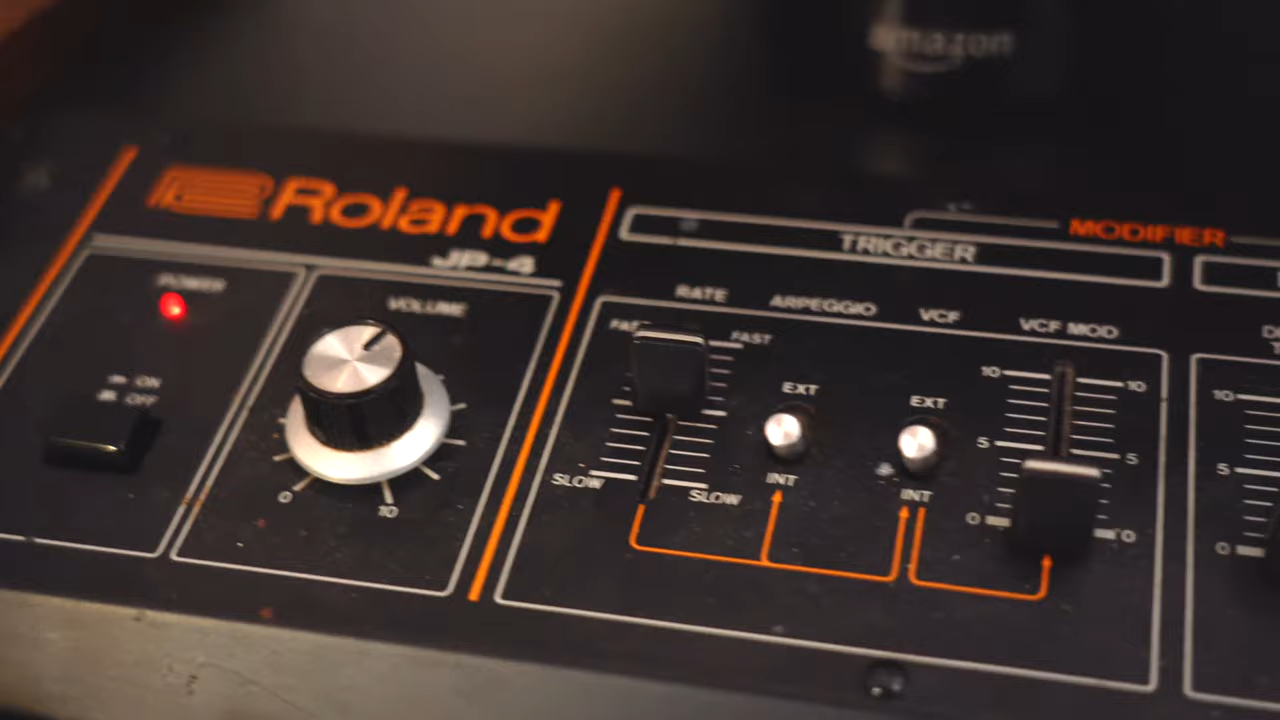 amazon
Roland
JP-4
MODIFIER
TRIGGER
POWER
VOLUME
RATE ARPEGGIO VCF VCF MOD
FAST FAST
ON
OFF
EXT EXT
10 10
10
5 5
5
SLOW SLOW
INT INT
0 10
0 0
0